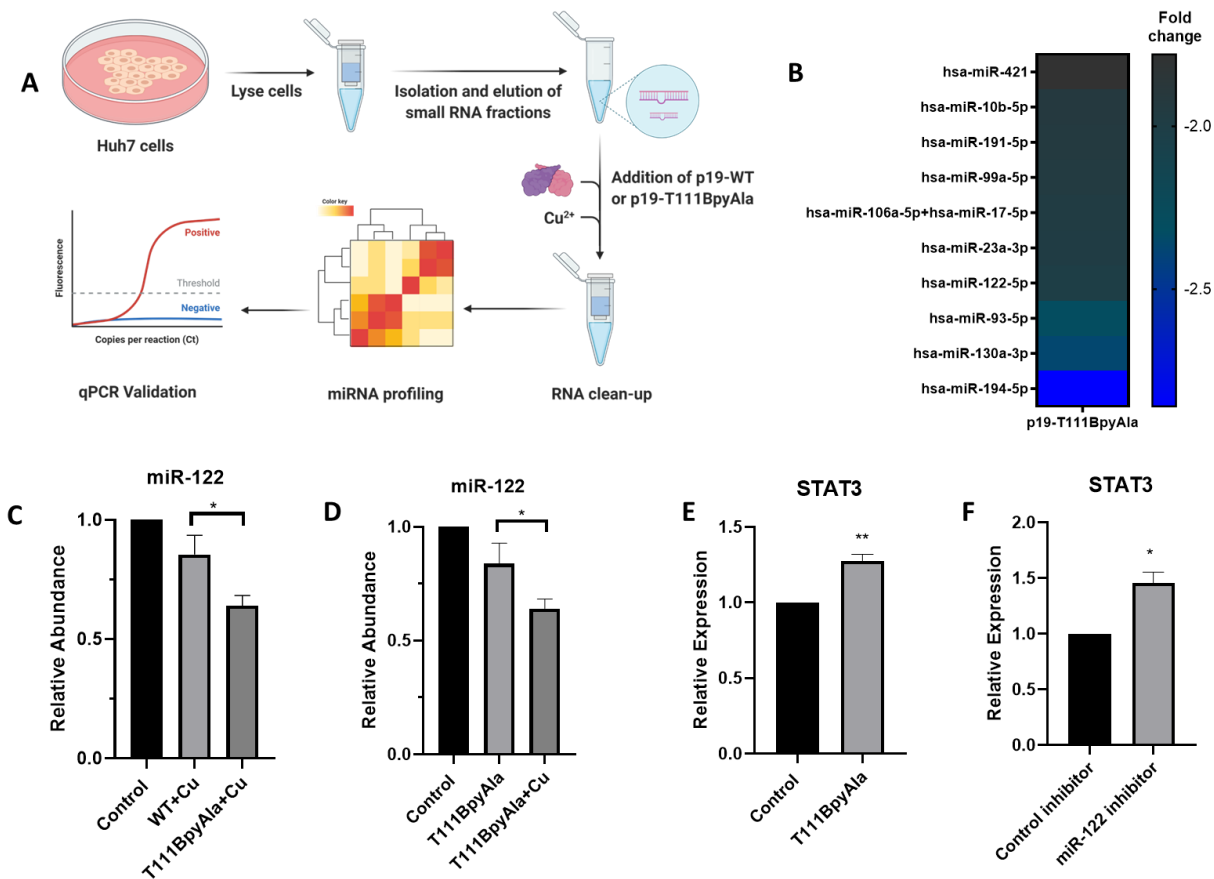 A
Huh7 cells
Lyse cells
Isolation and elution of
small RNA fractions
Addition of p19-WT
or p19-T111BpyAla
Cu²⁺
RNA clean-up
Color key
miRNA profiling
Fluorescence
Positive
Threshold
Negative
Copies per reaction (Ct)
qPCR Validation
B
Fold
change
hsa-miR-421
hsa-miR-10b-5p
hsa-miR-191-5p
hsa-miR-99a-5p
hsa-miR-106a-5p+hsa-miR-17-5p
hsa-miR-23a-3p
hsa-miR-122-5p
hsa-miR-93-5p
hsa-miR-130a-3p
hsa-miR-194-5p
-2.0
-2.5
p19-T111BpyAla
C
miR-122
Relative Abundance
1.0
0.5
0.0
*
Control
WT+Cu
T111BpyAla+Cu
D
miR-122
Relative Abundance
1.0
0.5
0.0
*
Control
T111BpyAla
T111BpyAla+Cu
E
STAT3
Relative Expression
1.5
1.0
0.5
0.0
**
Control
T111BpyAla
F
STAT3
Relative Expression
2.0
1.5
1.0
0.5
0.0
*
Control inhibitor
miR-122 inhibitor